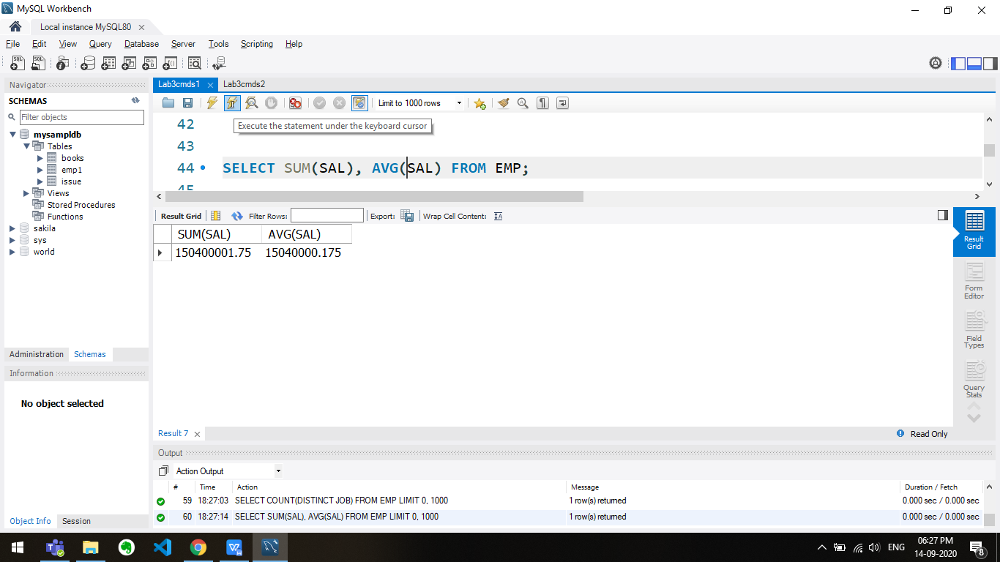 MySQL Workbench
Local instance MySQL80
File Edit View Query Database Server Tools Scripting Help
Navigator
SCHEMAS
Filter objects
mysampldb
Tables
books
emp1
issue
Views
Stored Procedures
Functions
sakila
sys
world
Administration Schemas
Information
No object selected
Object Info Session
Lab3cmds1 Lab3cmds2
Limit to 1000 rows
Execute the statement under the keyboard cursor
42
43
44 SELECT SUM(SAL), AVG(SAL) FROM EMP;
45
Result Grid Filter Rows: Export: Wrap Cell Content:
SUM(SAL) AVG(SAL)
150400001.75 15040000.175
Result Grid
Form Editor
Field Types
Query Stats
Result 7 Read Only
Output
Action Output
# Time Action Message Duration / Fetch
59 18:27:03 SELECT COUNT(DISTINCT JOB) FROM EMP LIMIT 0, 1000 1 row(s) returned 0.000 sec / 0.000 sec
60 18:27:14 SELECT SUM(SAL), AVG(SAL) FROM EMP LIMIT 0, 1000 1 row(s) returned 0.000 sec / 0.000 sec
ENG 06:27 PM
14-09-2020 8